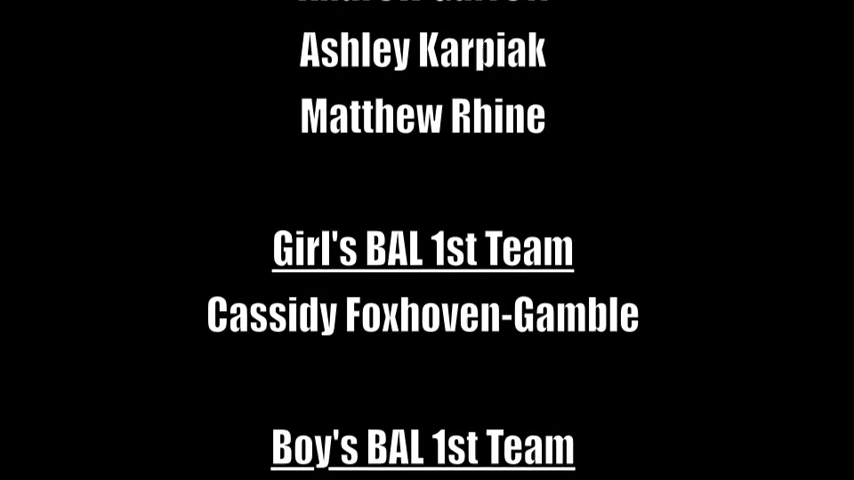 Ashley Karpiak
Matthew Rhine
Girl's BAL 1st Team
Cassidy Foxhoven-Gamble
Boy's BAL 1st Team